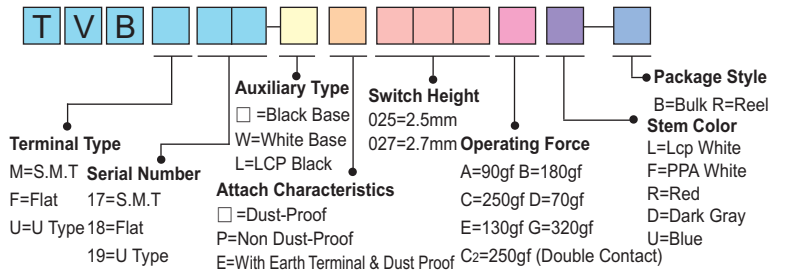 TVB - -
Auxiliary Type
□ =Black Base
W=White Base
L=LCP Black
Switch Height
025=2.5mm
027=2.7mm
Package Style
B=Bulk R=Reel
Stem Color
L=Lcp White
F=PPA White
R=Red
D=Dark Gray
U=Blue
Terminal Type
M=S.M.T
F=Flat
U=U Type
Serial Number
17=S.M.T
18=Flat
19=U Type
Attach Characteristics
□ =Dust-Proof
P=Non Dust-Proof
E=With Earth Terminal & Dust Proof
Operating Force
A=90gf B=180gf
C=250gf D=70gf
E=130gf G=320gf
C2=250gf (Double Contact)